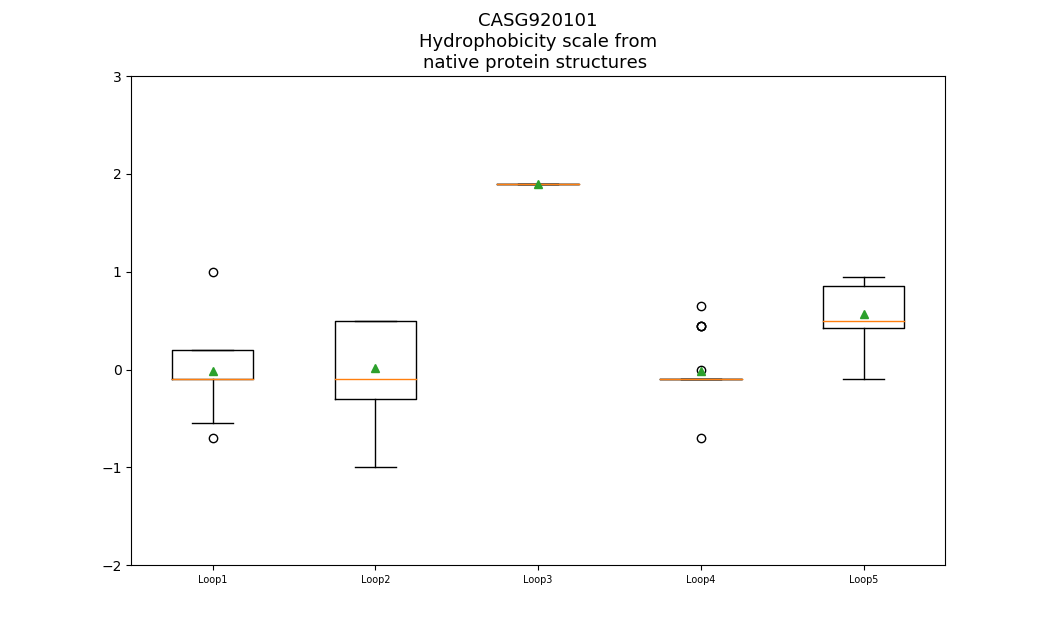 CASG920101
Hydrophobicity scale from
native protein structures
3
2
1
0
−1
−2
Loop1 Loop2 Loop3 Loop4 Loop5